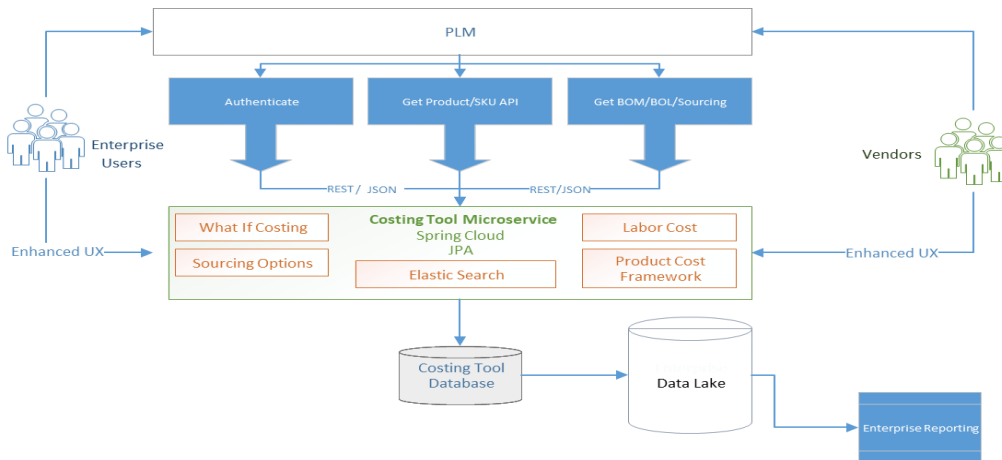 PLM
Authenticate
Get Product/SKU API
Get BOM/BOL/Sourcing
Enterprise
Users
Vendors
REST / JSON
REST/JSON
Costing Tool Microservice
Spring Cloud
JPA
What If Costing
Sourcing Options
Elastic Search
Labor Cost
Product Cost
Framework
Enhanced UX
Enhanced UX
Costing Tool
Database
Data Lake
Enterprise Reporting